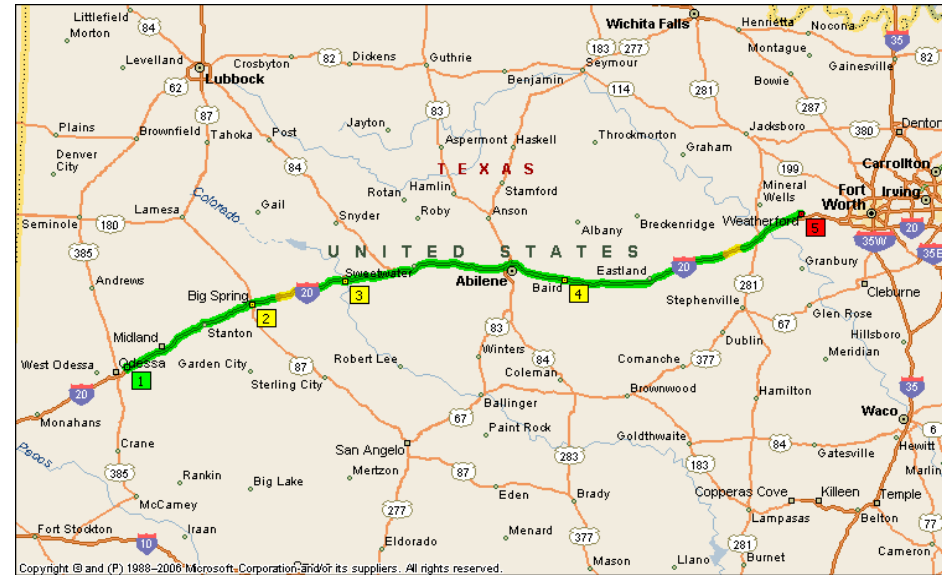 Littlefield
Morton
84
Levelland
Crosbyton
82
Dickens
Guthrie
Lubbock
62
87
Wichita Falls
Henrietta
Nocona
82
35
183
277
Montague
Gainesville
Seymour
Benjamin
114
281
Bowie
287
Plains
Brownfield
Tahoka
Post
Jayton
83
Aspermont
Haskell
Throckmorton
Jacksboro
380
Denton
Denver
City
84
TEXAS
Graham
199
Carrollton
Rotan
Hamlin
Stamford
Mineral
Wells
Fort
Worth
Irving
Colorado
Lamesa
Gail
Snyder
Roby
Anson
Albany
Breckenridge
Weatherford
5
20
Seminole
180
35W
35E
385
UNITED STATES
Granbury
Andrews
Sweetwater
Abilene
Baird
Eastland
20
Big Spring
20
3
4
281
Cleburne
2
Stephenville
67
Glen Rose
Midland
Stanton
83
Dublin
Hillsboro
West Odessa
Odessa
1
Garden City
Robert Lee
Winters
84
Comanche
377
Meridian
20
87
Sterling City
Coleman
Brownwood
Hamilton
35
Monahans
Ballinger
67
Waco
Crane
Paint Rock
Goldthwaite
84
6
Pecos
San Angelo
283
Gatesville
Hewitt
385
Rankin
Mertzon
87
183
Marlin
McCamey
Big Lake
Eden
Brady
Copperas Cove
Killeen
Temple
277
Lampasas
Belton
77
Fort Stockton
Iraan
Menard
377
10
Eldorado
281
Cameron
Mason
Llano
Burnet
Copyright © and (P) 1988–2006 Microsoft Corporation and/or its suppliers. All rights reserved.